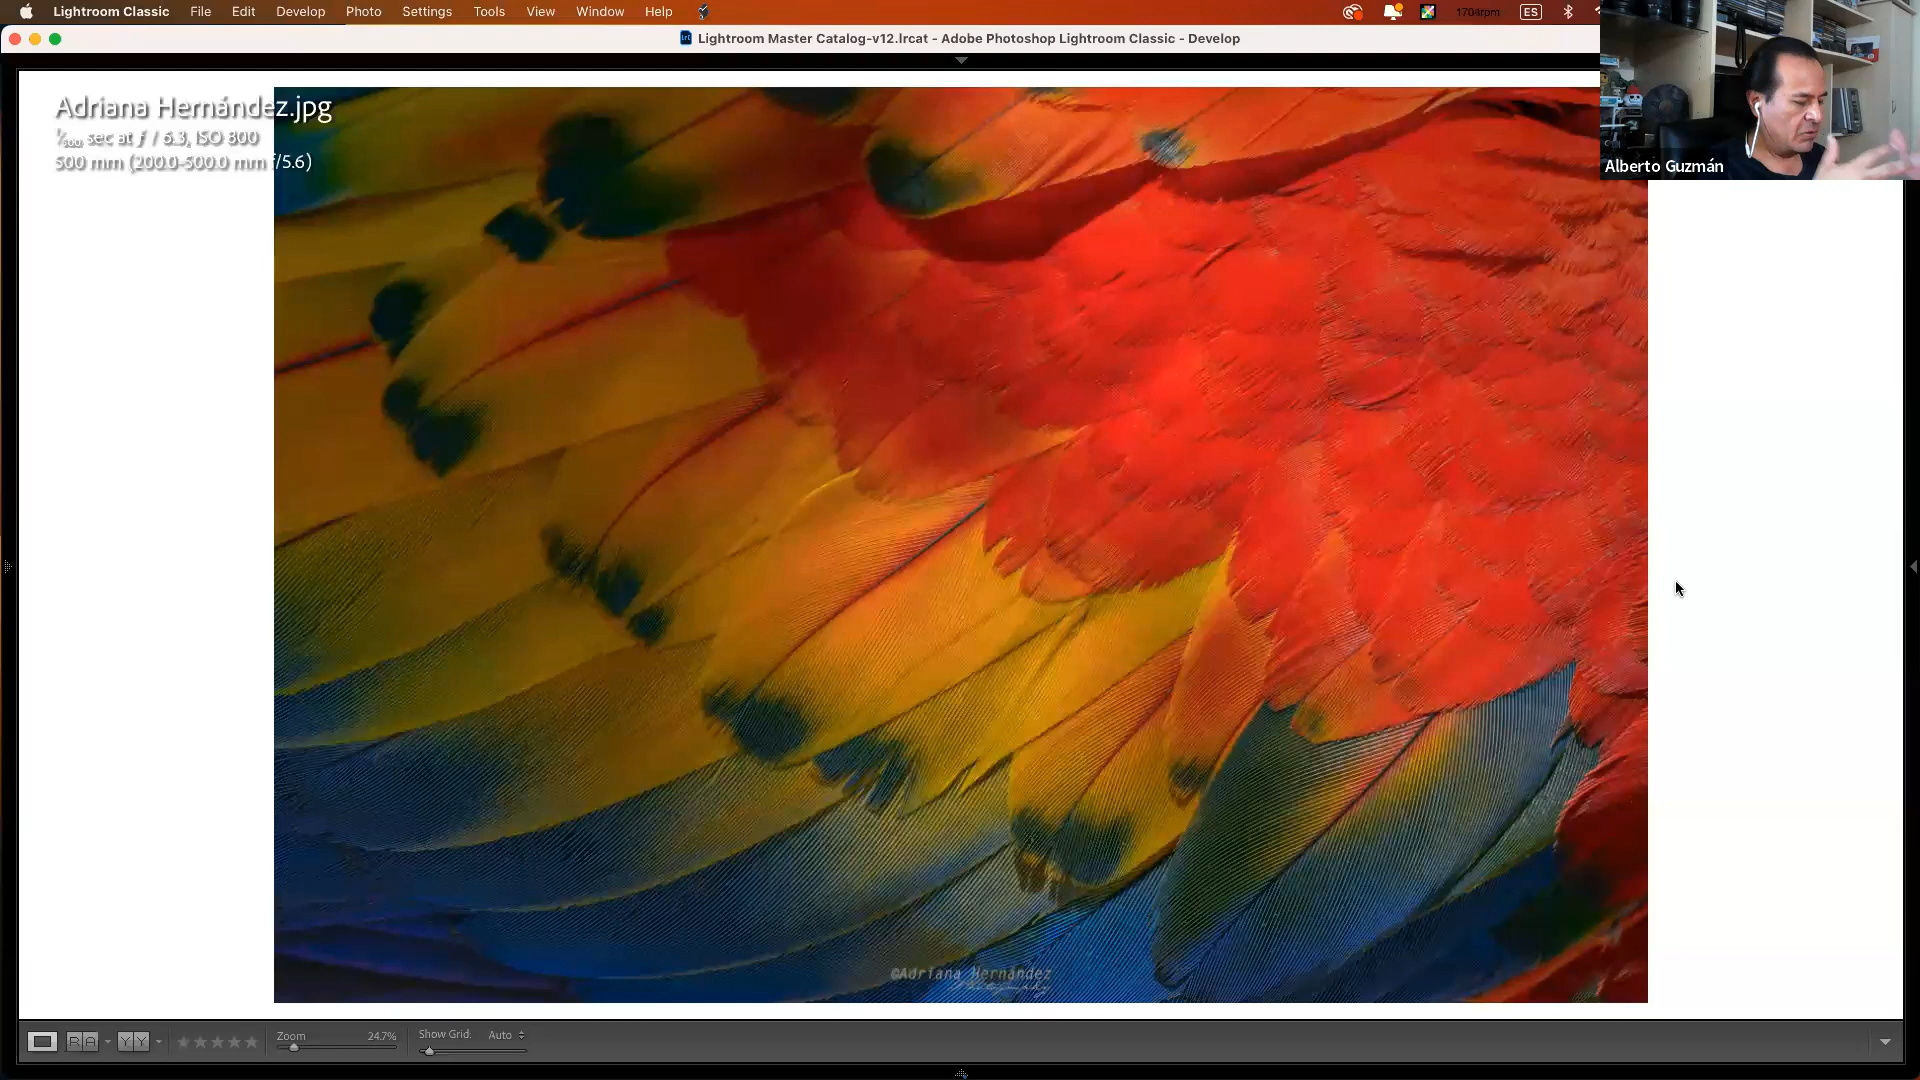 Lightroom Classic File Edit Develop Photo Settings Tools View Window Help 1704rpm ES
Lightroom Master Catalog-v12.lrcat - Adobe Photoshop Lightroom Classic - Develop
Adriana Hernández.jpg
sec at ƒ / 6.3, ISO 800
500 mm (200.0-500.0 mm f/5.6)
Alberto Guzmán
©Adriana Hernández
Photography
R A Y Y Zoom 24.7% Show Grid: Auto